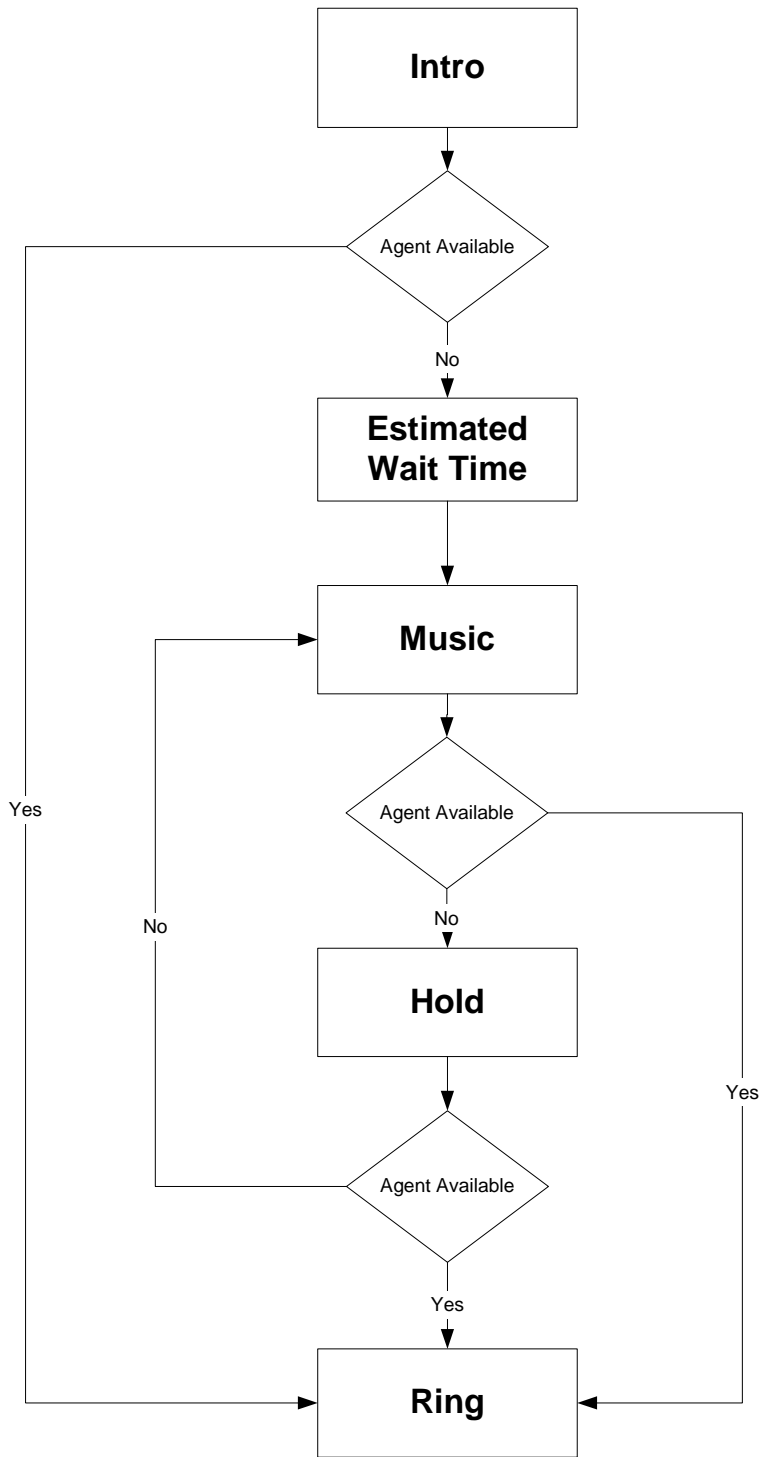 Intro
Agent Available
No
Estimated
Wait Time
Music
Yes
Agent Available
No
No
Hold
Yes
Agent Available
Yes
Ring